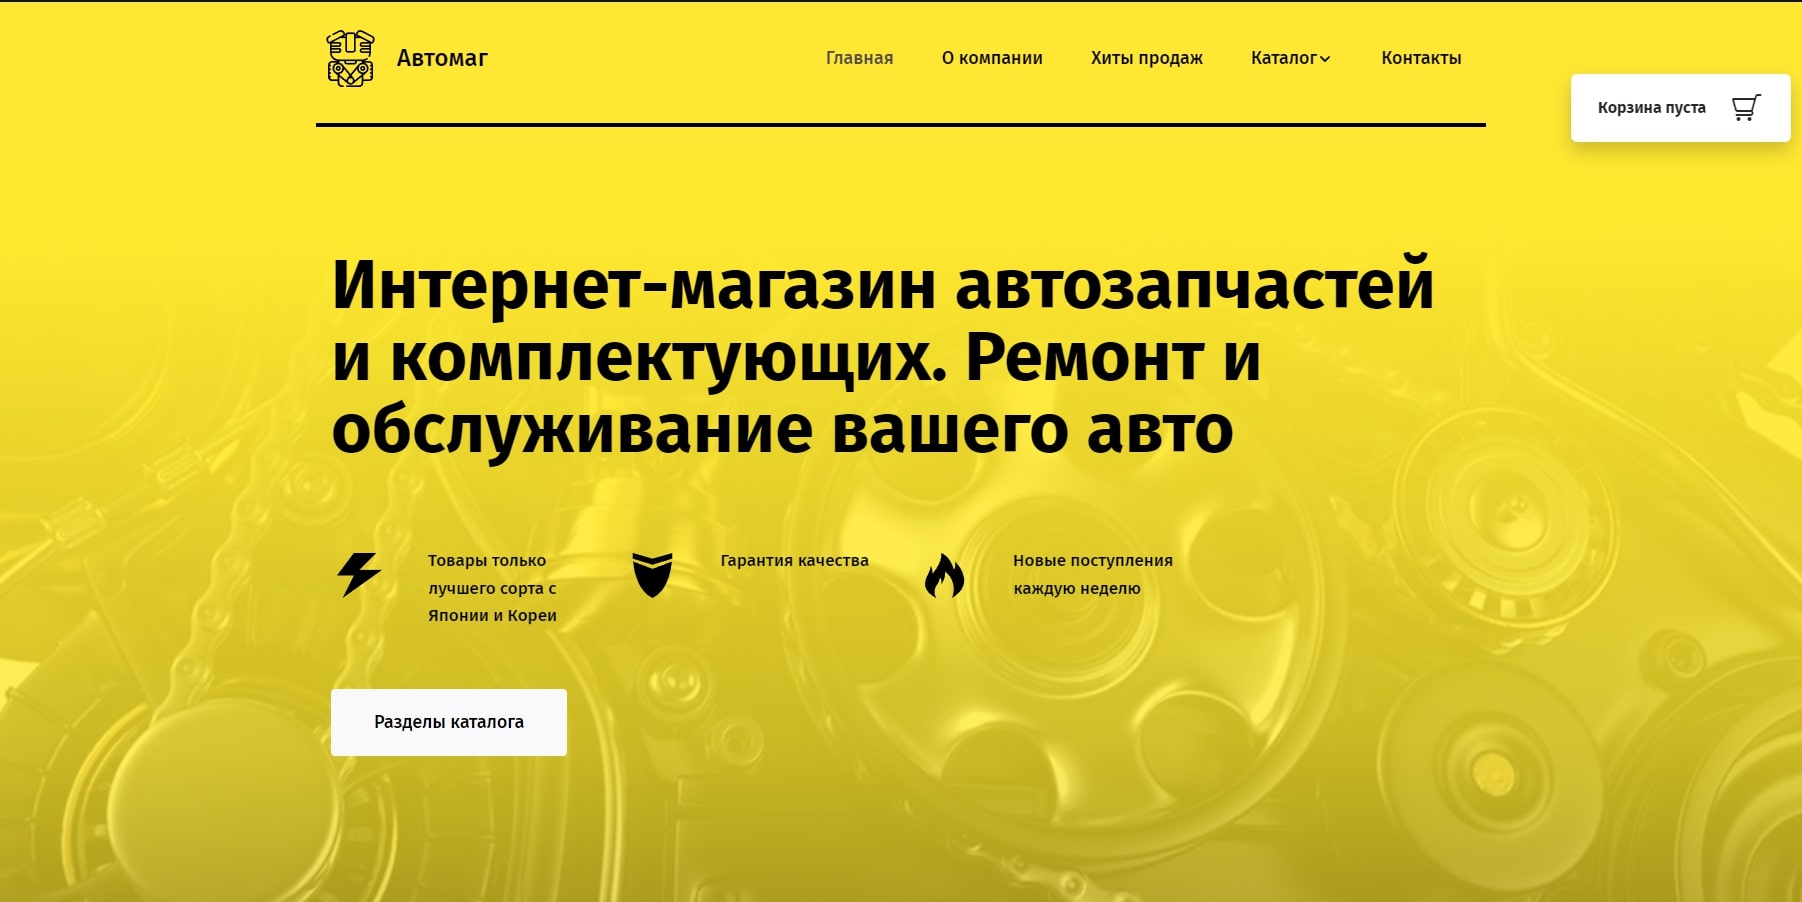 Автомаг
Главная
О компании
Хиты продаж
Каталог
Контакты
Корзина пуста
Интернет-магазин автозапчастей
и комплектующих. Ремонт и
обслуживание вашего авто
Товары только
лучшего сорта с
Японии и Кореи
Гарантия качества
Новые поступления
каждую неделю
Разделы каталога